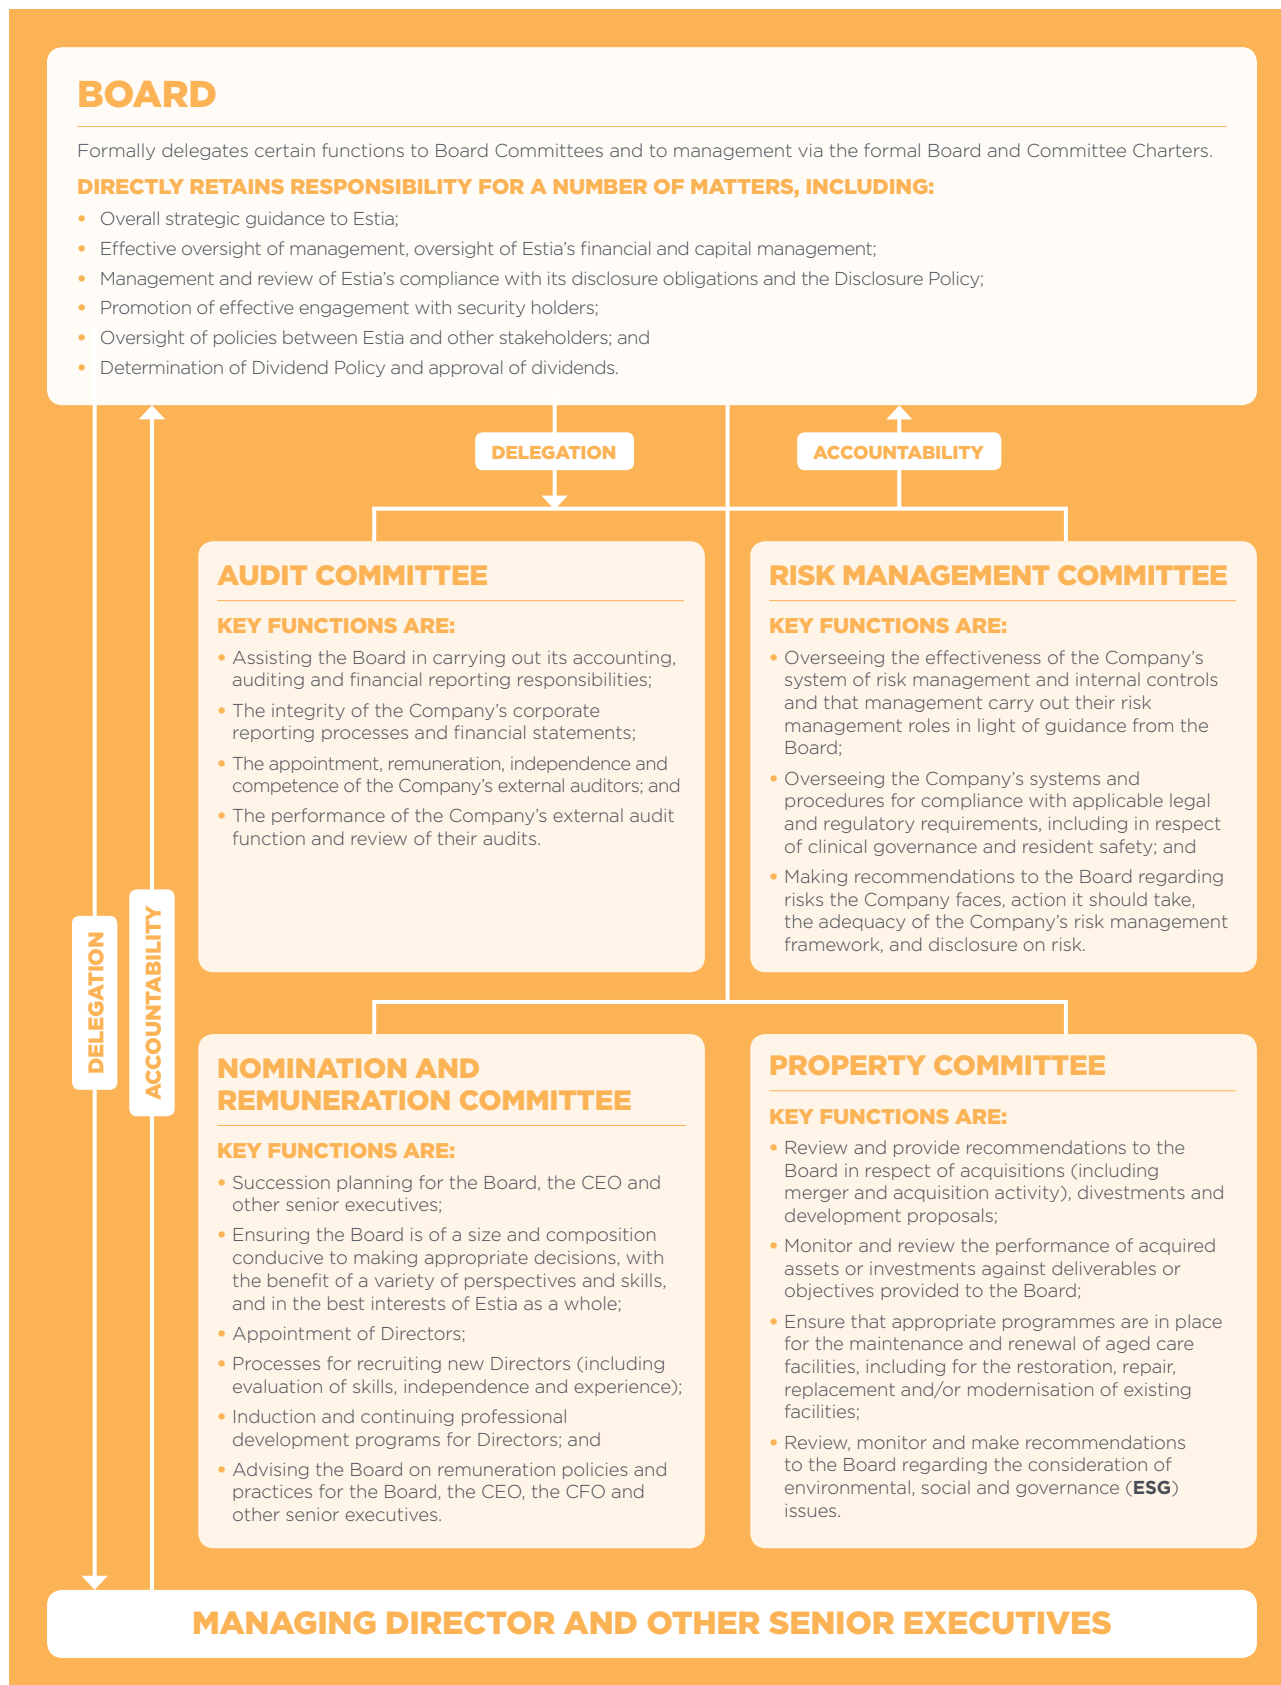 BOARD
Formally delegates certain functions to Board Committees and to management via the formal Board and Committee Charters.
DIRECTLY RETAINS RESPONSIBILITY FOR A NUMBER OF MATTERS, INCLUDING:
• Overall strategic guidance to Estia;
• Effective oversight of management, oversight of Estia’s financial and capital management;
• Management and review of Estia’s compliance with its disclosure obligations and the Disclosure Policy;
• Promotion of effective engagement with security holders;
• Oversight of policies between Estia and other stakeholders; and
• Determination of Dividend Policy and approval of dividends.
DELEGATION
ACCOUNTABILITY
AUDIT COMMITTEE
KEY FUNCTIONS ARE:
• Assisting the Board in carrying out its accounting,
auditing and financial reporting responsibilities;
• The integrity of the Company’s corporate
reporting processes and financial statements;
• The appointment, remuneration, independence and
competence of the Company’s external auditors; and
• The performance of the Company’s external audit
function and review of their audits.
RISK MANAGEMENT COMMITTEE
KEY FUNCTIONS ARE:
• Overseeing the effectiveness of the Company’s
system of risk management and internal controls
and that management carry out their risk
management roles in light of guidance from the
Board;
• Overseeing the Company’s systems and
procedures for compliance with applicable legal
and regulatory requirements, including in respect
of clinical governance and resident safety; and
• Making recommendations to the Board regarding
risks the Company faces, action it should take,
the adequacy of the Company’s risk management
framework, and disclosure on risk.
DELEGATION
ACCOUNTABILITY
NOMINATION AND
REMUNERATION COMMITTEE
KEY FUNCTIONS ARE:
• Succession planning for the Board, the CEO and
other senior executives;
• Ensuring the Board is of a size and composition
conducive to making appropriate decisions, with
the benefit of a variety of perspectives and skills,
and in the best interests of Estia as a whole;
• Appointment of Directors;
• Processes for recruiting new Directors (including
evaluation of skills, independence and experience);
• Induction and continuing professional
development programs for Directors; and
• Advising the Board on remuneration policies and
practices for the Board, the CEO, the CFO and
other senior executives.
PROPERTY COMMITTEE
KEY FUNCTIONS ARE:
• Review and provide recommendations to the
Board in respect of acquisitions (including
merger and acquisition activity), divestments and
development proposals;
• Monitor and review the performance of acquired
assets or investments against deliverables or
objectives provided to the Board;
• Ensure that appropriate programmes are in place
for the maintenance and renewal of aged care
facilities, including for the restoration, repair,
replacement and/or modernisation of existing
facilities;
• Review, monitor and make recommendations
to the Board regarding the consideration of
environmental, social and governance (ESG)
issues.
MANAGING DIRECTOR AND OTHER SENIOR EXECUTIVES